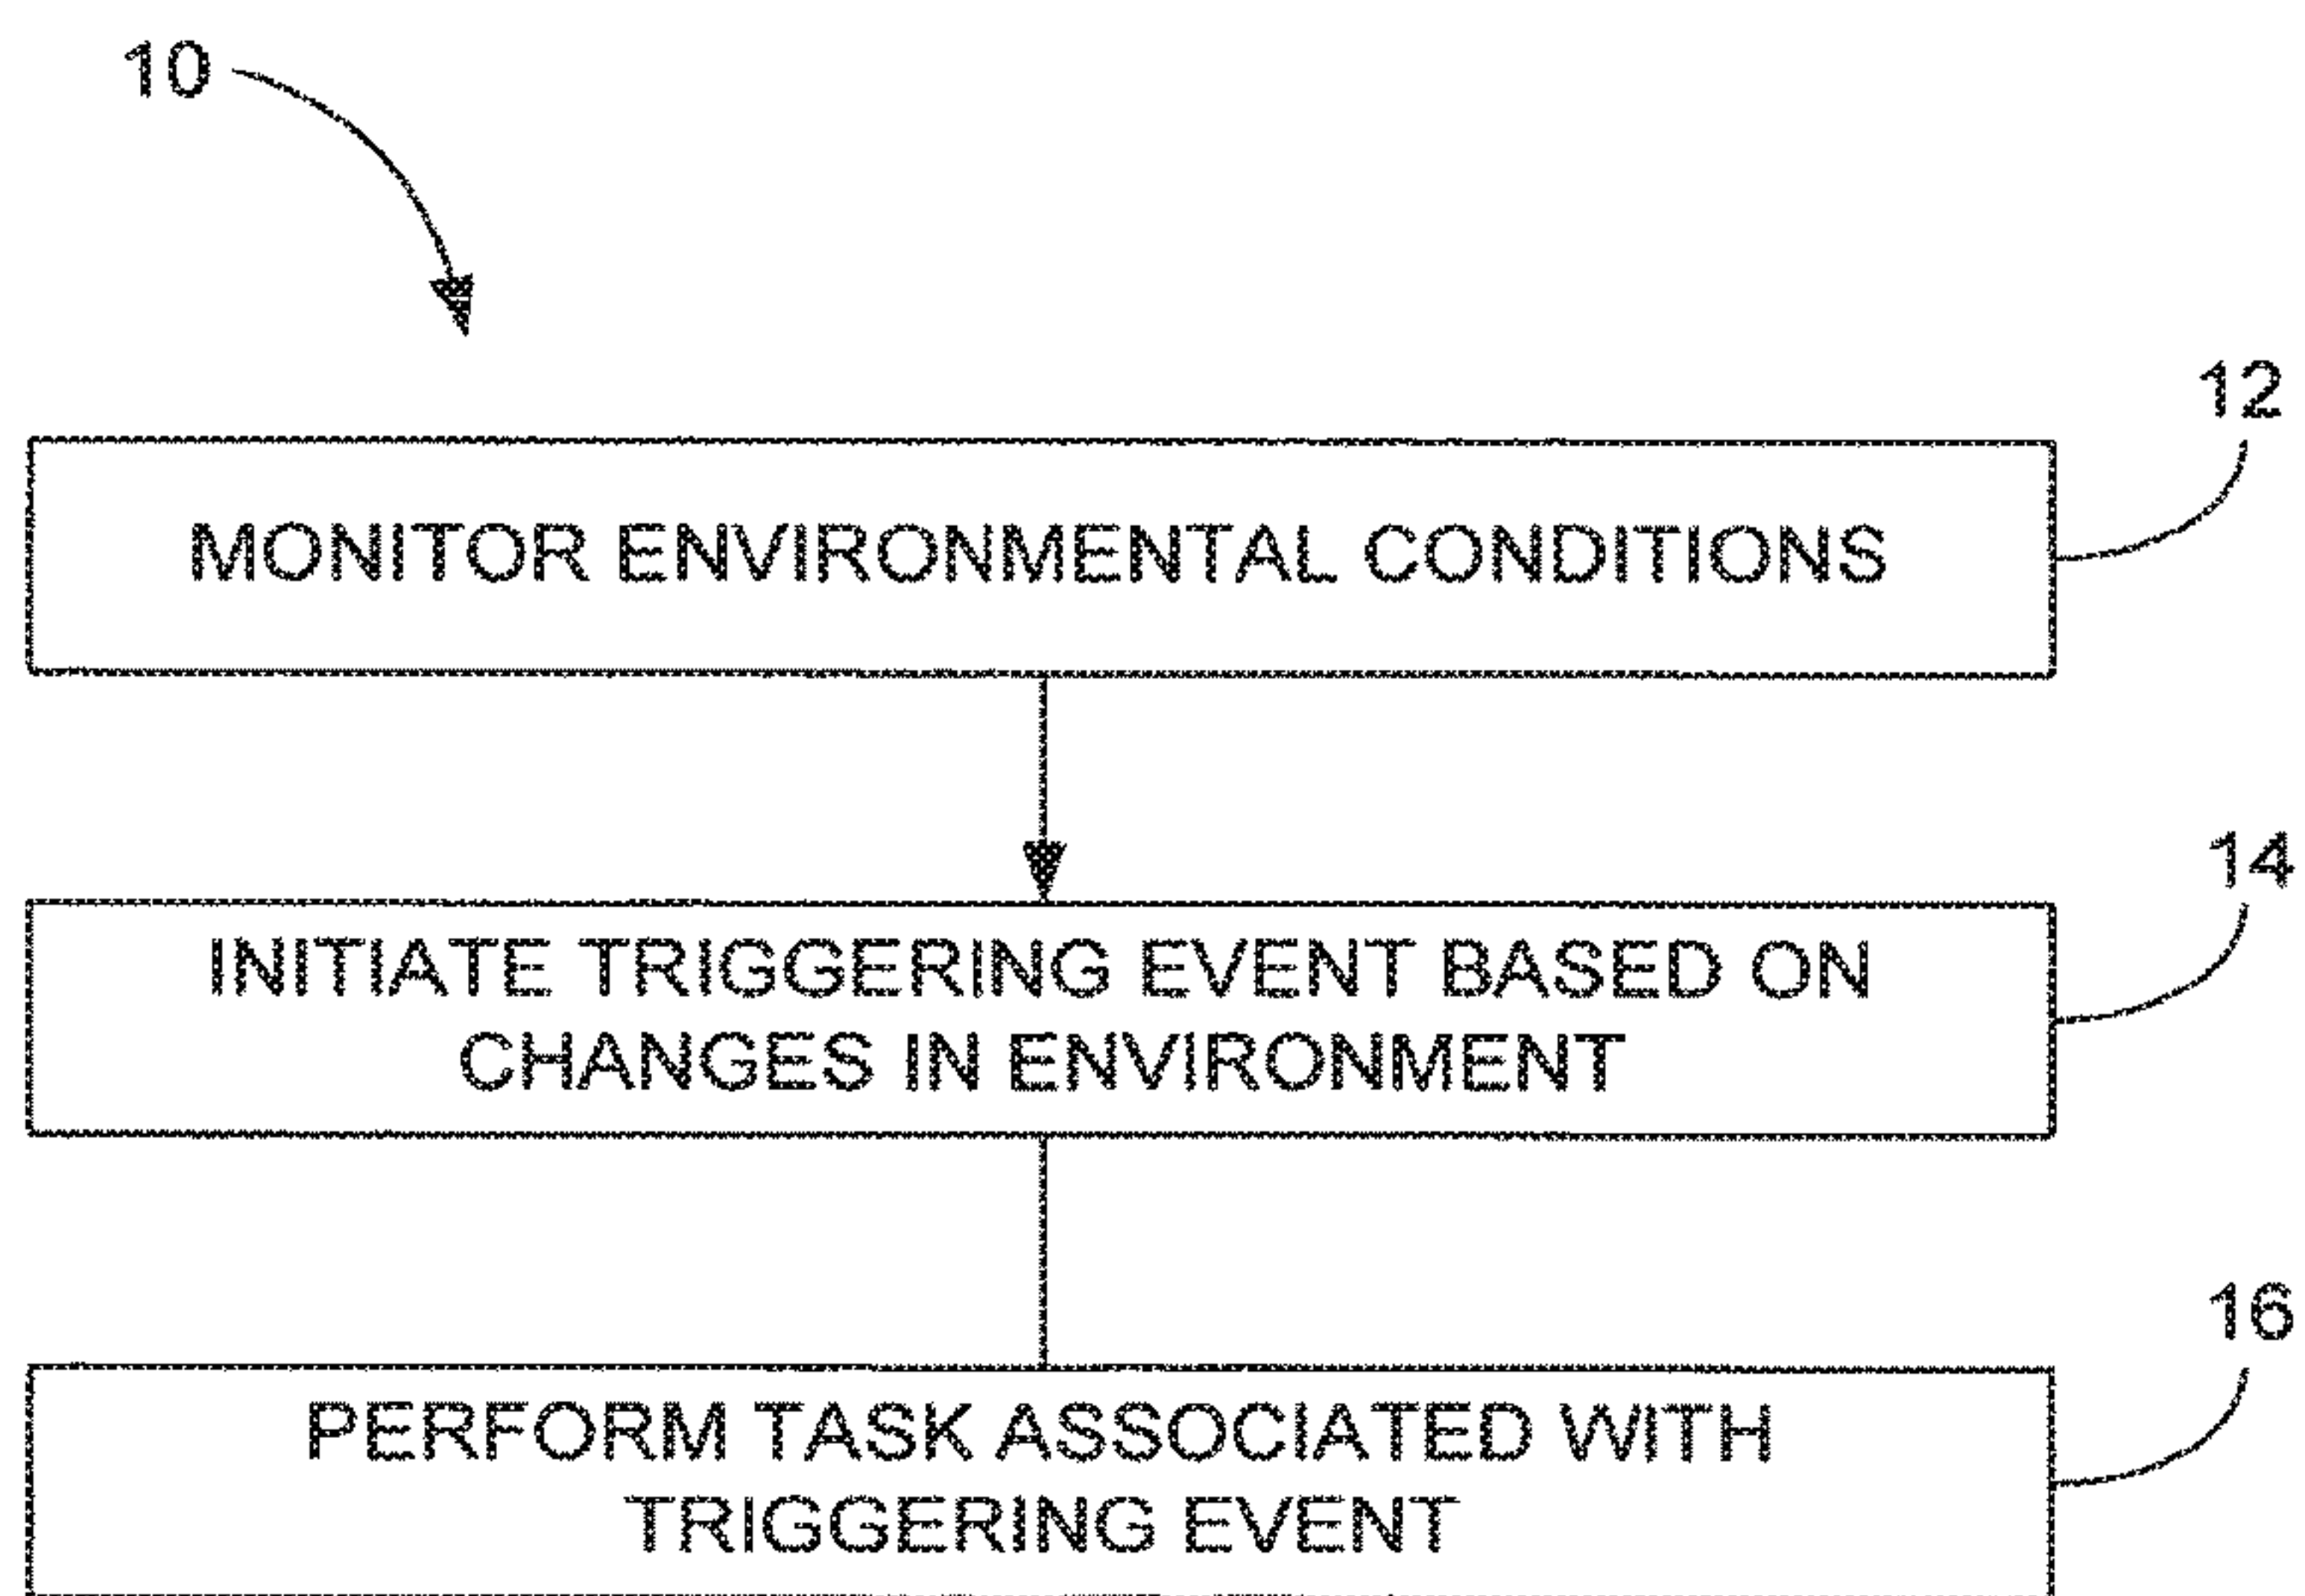 10
12
MONITOR ENVIRONMENTAL CONDITIONS
14
INITIATE TRIGGERING EVENT BASED ON
CHANGES IN ENVIRONMENT
16
PERFORM TASK ASSOCIATED WITH
TRIGGERING EVENT